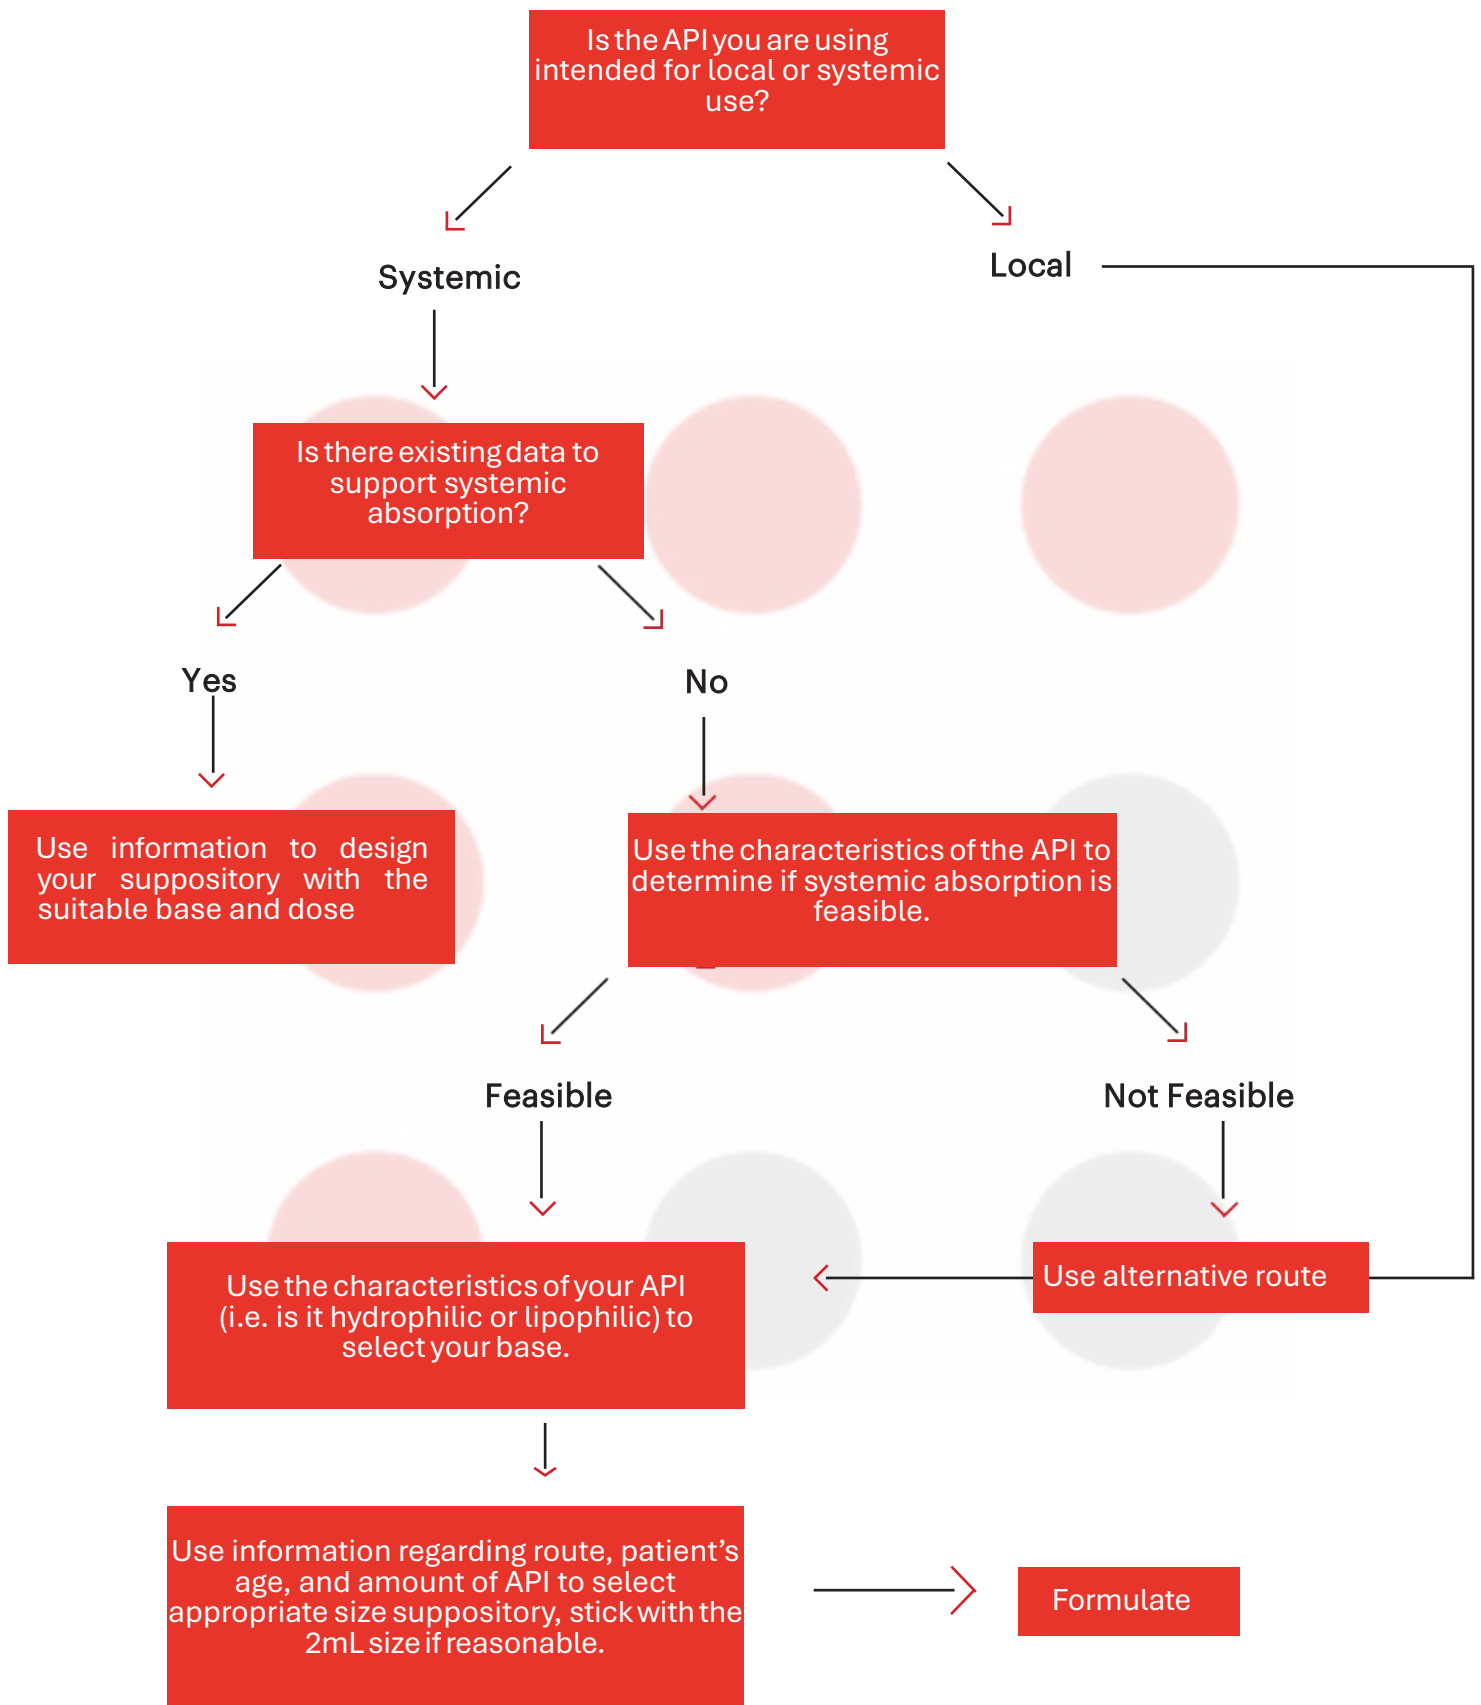 Is the API you are using
intended for local or systemic
use?
Systemic
Local
Is there existing data to
support systemic
absorption?
Yes
No
Use information to design
your suppository with the
suitable base and dose
Use the characteristics of the API to
determine if systemic absorption is
feasible.
Feasible
Not Feasible
Use the characteristics of your API
(i.e. is it hydrophilic or lipophilic) to
select your base.
Use alternative route
Use information regarding route, patient’s
age, and amount of API to select
appropriate size suppository, stick with the
2mL size if reasonable.
Formulate